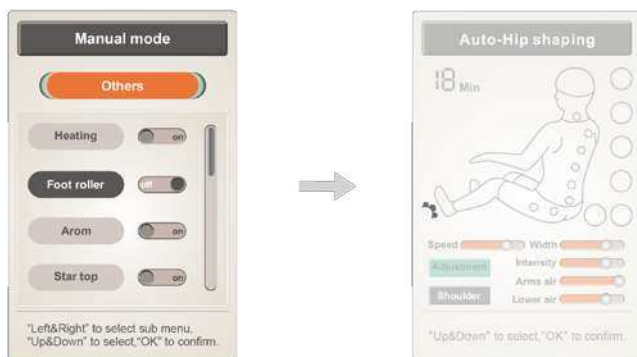 Manual mode
Others
Heating on
Foot roller off
Arom on
Star top on
"Left&Right" to select sub menu,
"Up&Down" to select,"OK" to confirm.
Auto-Hip shaping
18 Min
Speed Width
Adjustment Intensity
Arms air
Shoulder Lower air
"Up&Down" to select,"OK" to confirm.